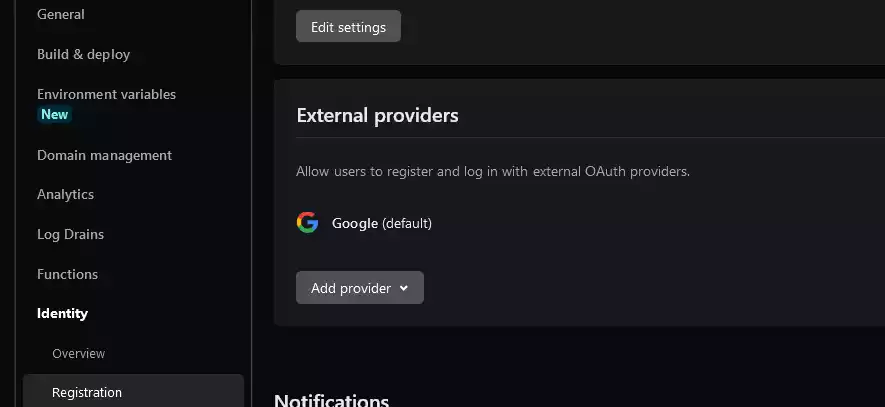 General
Build & deploy
Environment variables
New
Domain management
Analytics
Log Drains
Functions
Identity
Overview
Registration
Edit settings
External providers
Allow users to register and log in with external OAuth providers.
Google (default)
Add provider
Notifications